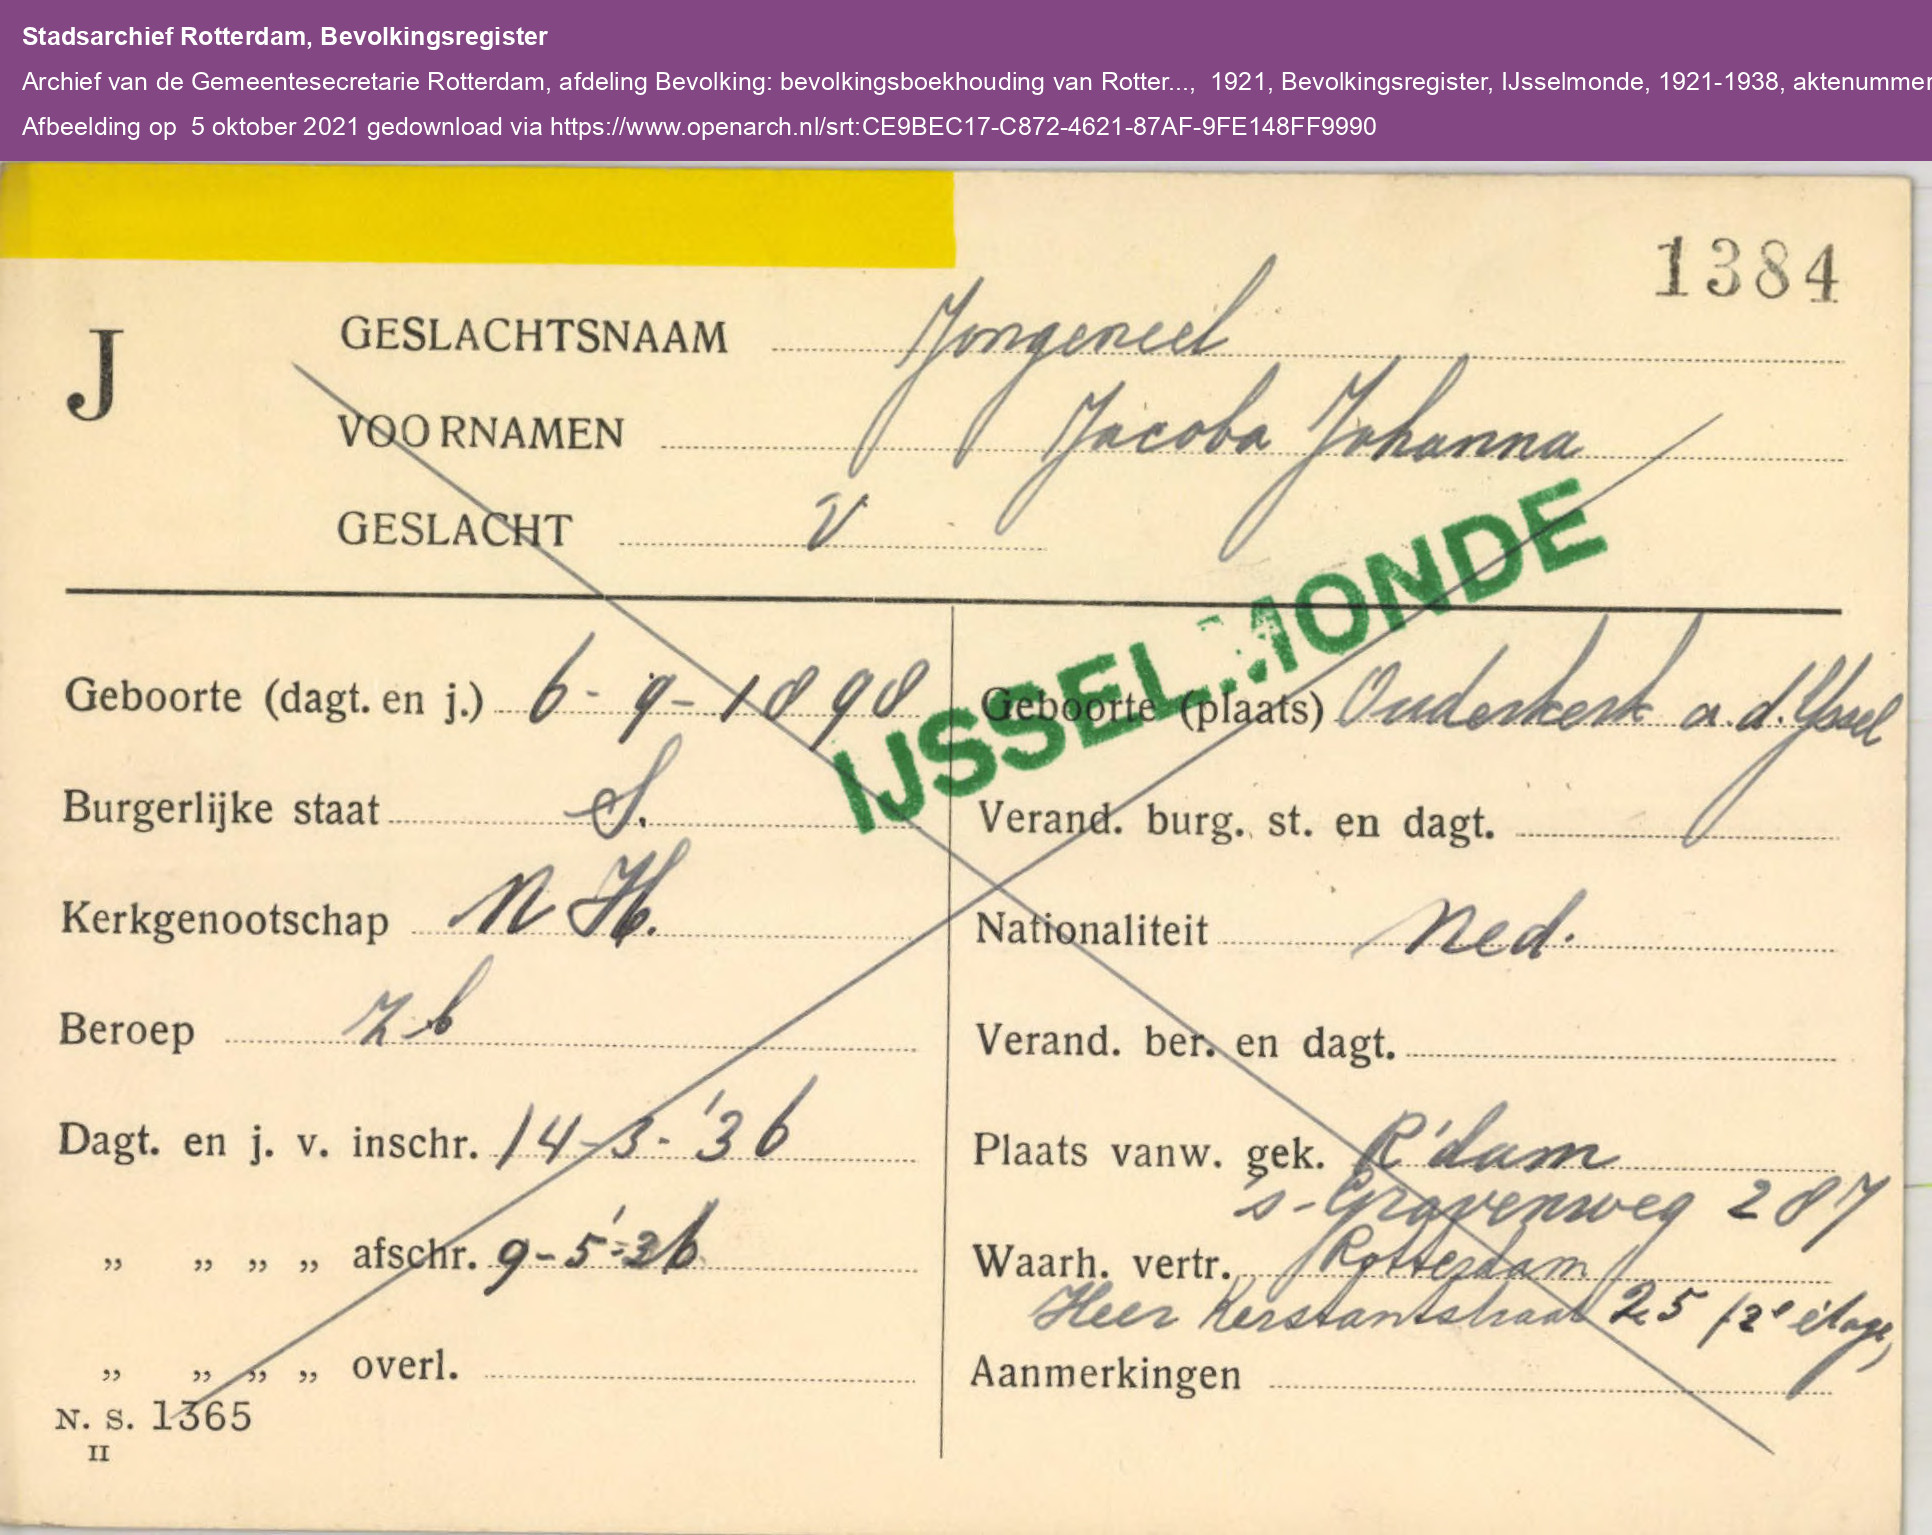 Stadsarchief Rotterdam, Bevolkingsregister
Archief van de Gemeentesecretarie Rotterdam, afdeling Bevolking: bevolkingsboekhouding van Rotter..., 1921, Bevolkingsregister, IJsselmonde, 1921-1938, aktenummer
Afbeelding op 5 oktober 2021 gedownload via https://www.openarch.nl/srt:CE9BEC17-C872-4621-87AF-9FE148FF9990
1384
J
GESLACHTSNAAM Jongeneel
VOORNAMEN Jacoba Johanna
GESLACHT V
IJSSELMONDE
Geboorte (dagt. en j.) 6-9-1898
Geboorte (plaats) Ouderkerk a.d. Yssel
Burgerlijke staat S.
Verand. burg. st. en dagt.
Kerkgenootschap N H.
Nationaliteit Ned.
Beroep Zb
Verand. ber. en dagt.
Dagt. en j. v. inschr. 14-3-'36
Plaats vanw. gek. R'dam
's-Gravenweg 287
„ „ „ „ afschr. 9-5-'36
Waarh. vertr. Rotterdam
Heer Kerstantstraat 25 (2e étage)
„ „ „ „ overl.
Aanmerkingen
N. S. 1365
II